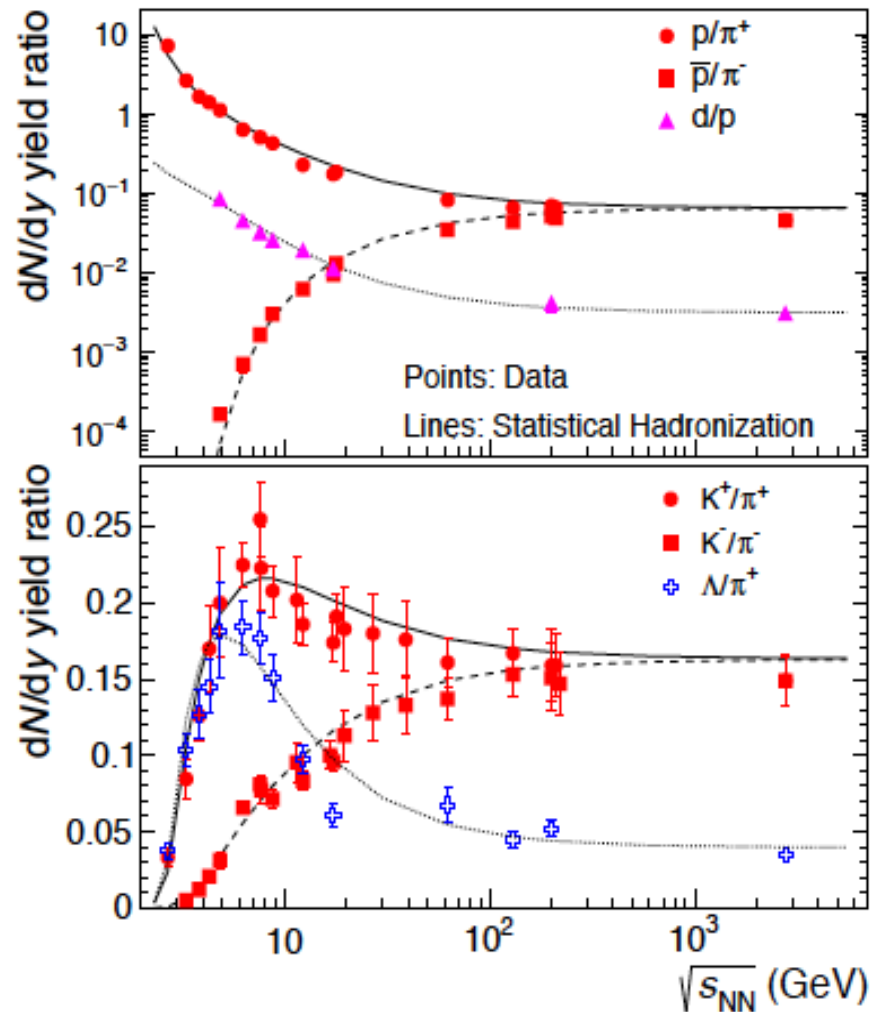 dN/dy yield ratio
10
1
10⁻¹
10⁻²
10⁻³
10⁻⁴
p/π⁺
p̅/π⁻
d/p
Points: Data
Lines: Statistical Hadronization
dN/dy yield ratio
0.25
0.2
0.15
0.1
0.05
0
K⁺/π⁺
K⁻/π⁻
Λ/π⁺
10
10²
10³
√sNN (GeV)